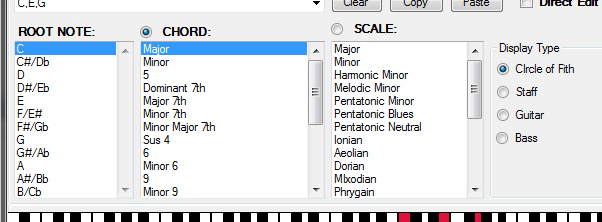 C,E,G
Clear
Copy
Paste
Direct Edit
ROOT NOTE:
C
C#/Db
D
D#/Eb
E
F/E#
F#/Gb
G
G#/Ab
A
A#/Bb
B/Cb
CHORD:
Major
Minor
5
Dominant 7th
Major 7th
Minor 7th
Minor Major 7th
Sus 4
6
Minor 6
9
Minor 9
SCALE:
Major
Minor
Harmonic Minor
Melodic Minor
Pentatonic Minor
Pentatonic Blues
Pentatonic Neutral
Ionian
Aeolian
Dorian
MIxodian
Phrygain
Display Type
CIrcle of Fith
Staff
Guitar
Bass